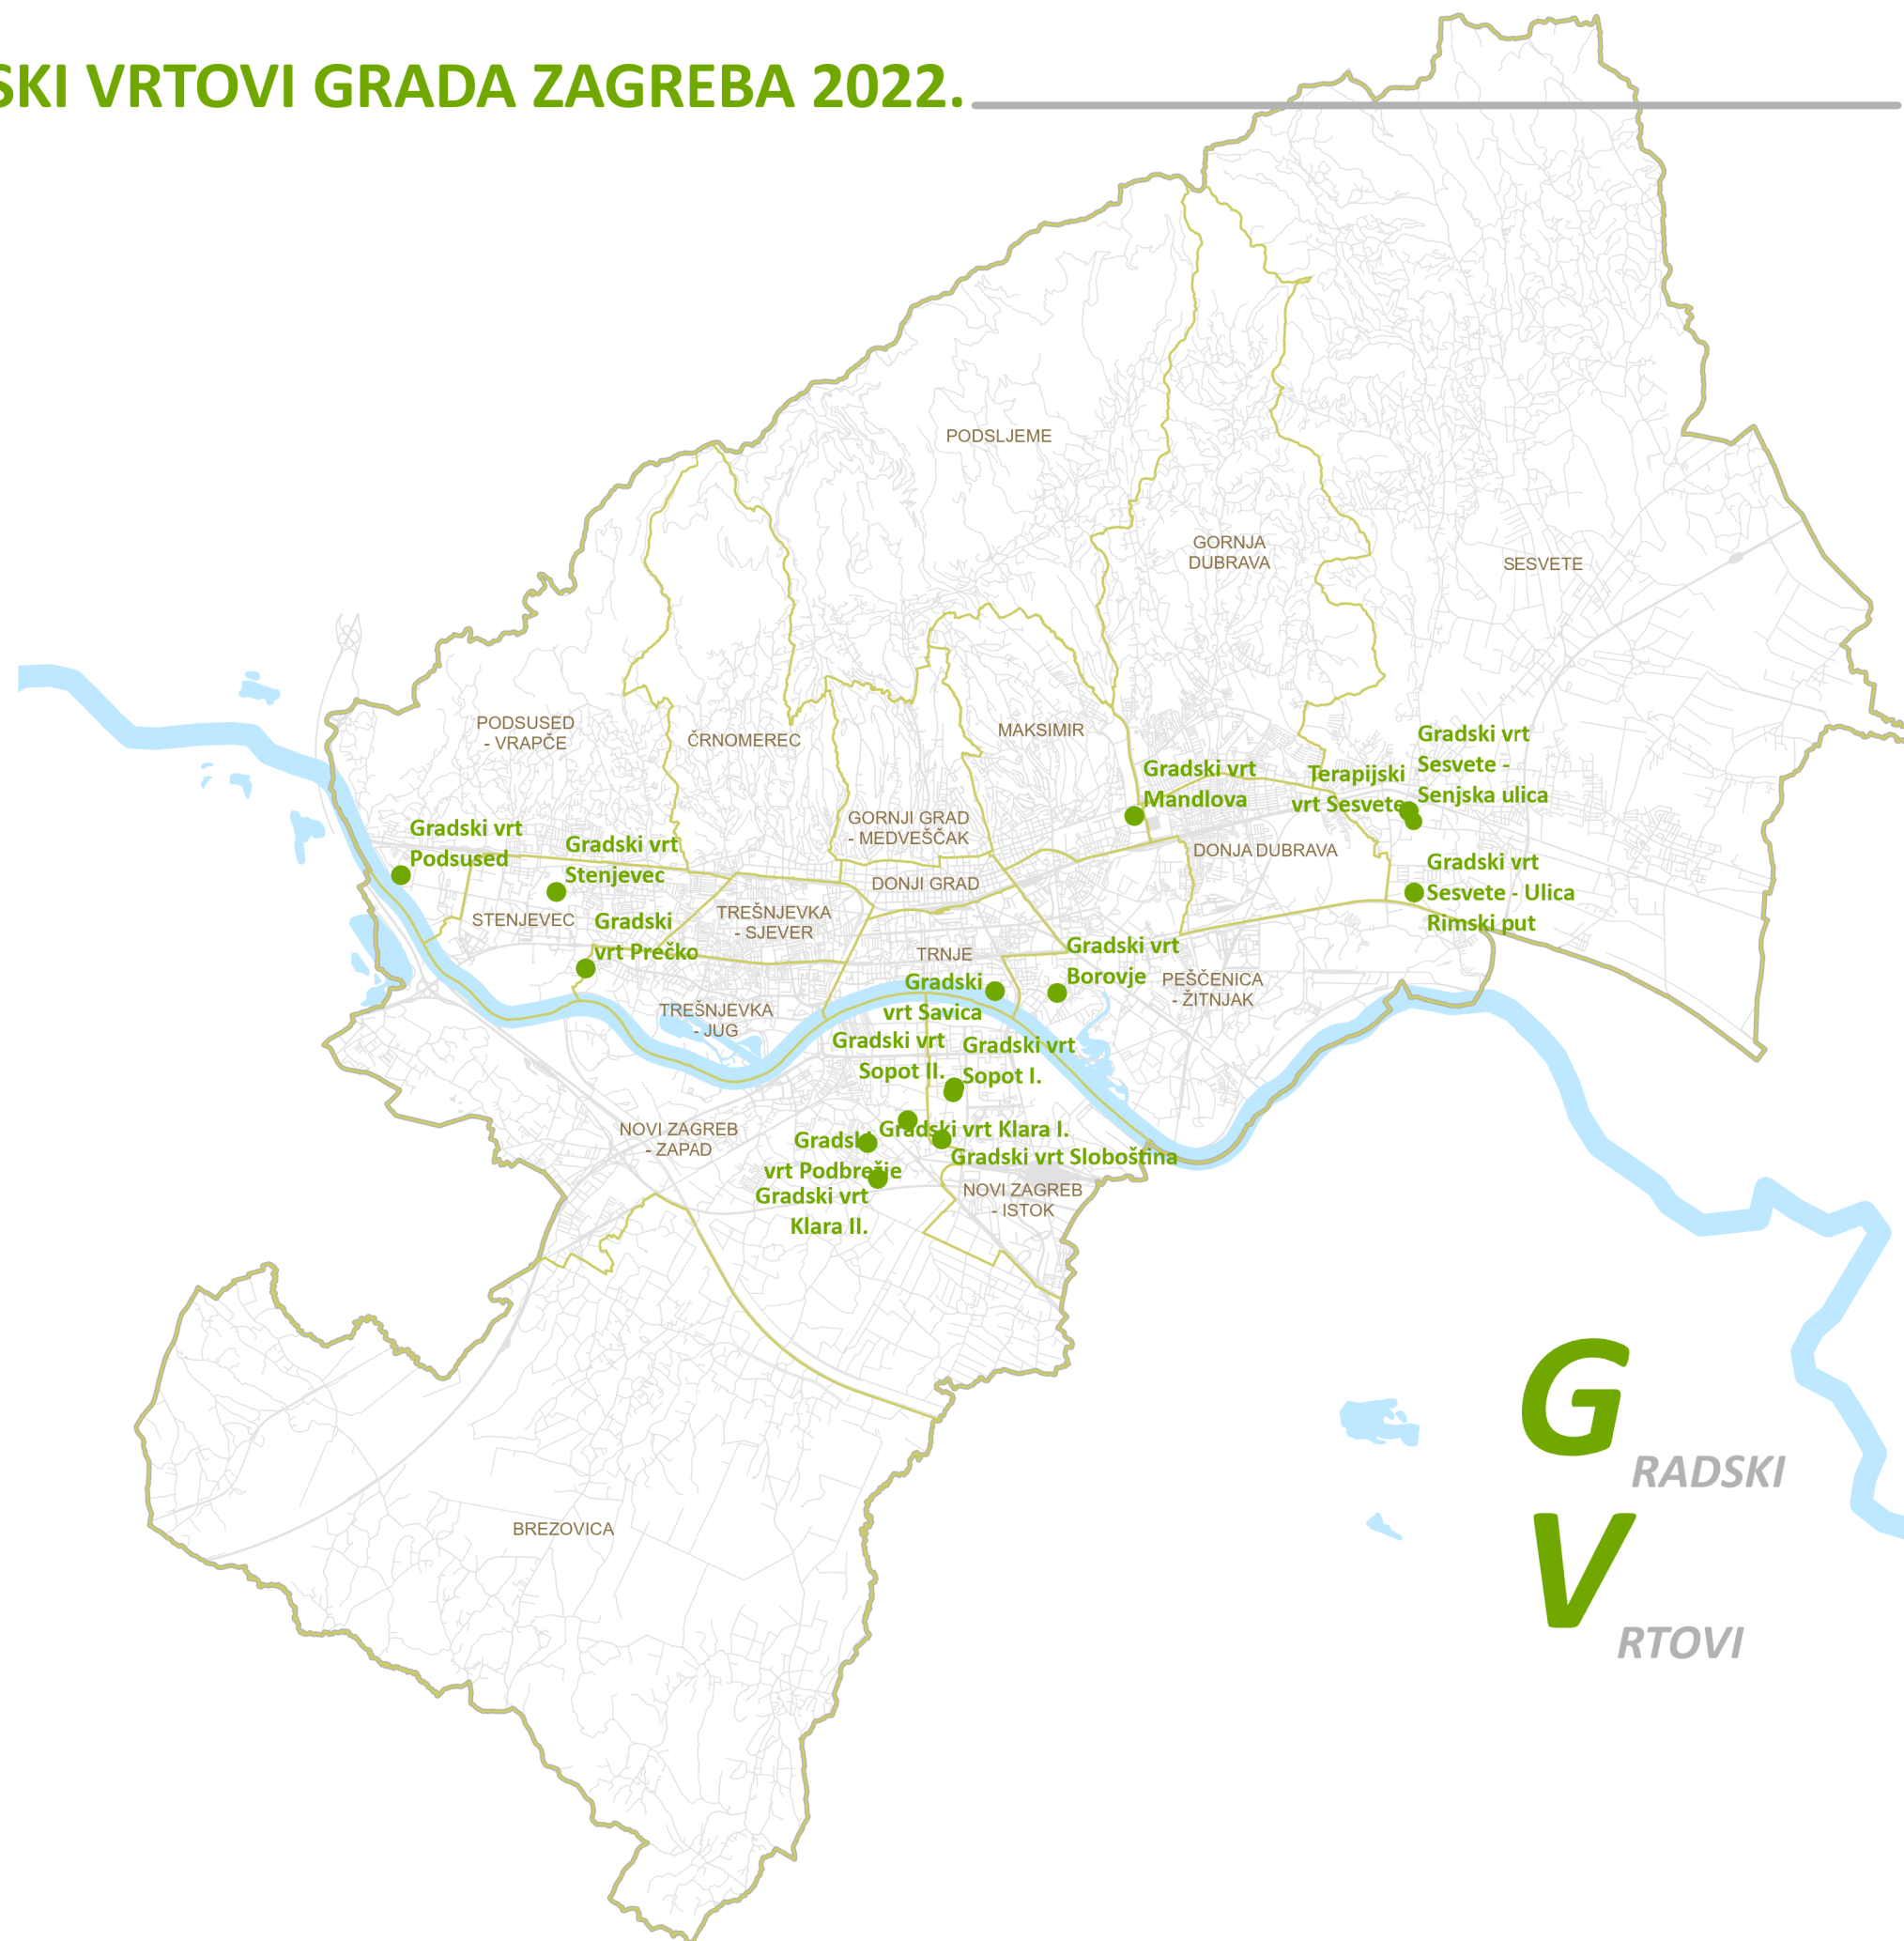 SKI VRTOVI GRADA ZAGREBA 2022.
PODSLJEME
GORNJA
DUBRAVA
SESVETE
PODSUSED
- VRAPČE
ČRNOMEREC
MAKSIMIR
Gradski vrt
Sesvete -
Senjska ulica
Gradski vrt
Mandlova
Terapijski
vrt Sesvete
GORNJI GRAD
- MEDVEŠČAK
Gradski vrt
Podsused
Gradski vrt
Stenjevec
DONJA DUBRAVA
Gradski vrt
Sesvete - Ulica
Rimski put
DONJI GRAD
STENJEVEC
TREŠNJEVKA
- SJEVER
Gradski
vrt Prečko
TRNJE
Gradski vrt
Borovje
PEŠČENICA
- ŽITNJAK
Gradski
vrt Savica
TREŠNJEVKA
- JUG
Gradski vrt
Sopot II.
Gradski vrt
Sopot I.
NOVI ZAGREB
- ZAPAD
Gradski vrt Klara I.
Gradski
vrt Podbrežje
Gradski vrt Sloboština
Gradski vrt
Klara II.
NOVI ZAGREB
- ISTOK
BREZOVICA
GRADSKI
VRTOVI